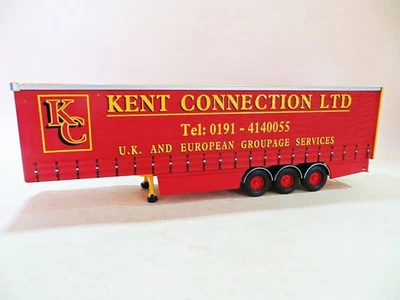 KC
KENT CONNECTION LTD
Tel: 0191 - 4140055
U.K. AND EUROPEAN GROUPAGE SERVICES